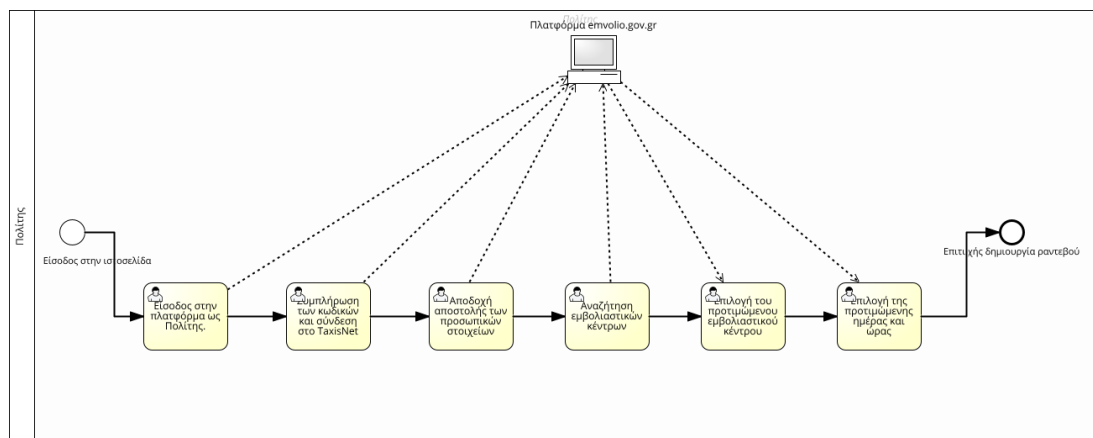 Πολίτης
Πλατφόρμα emvolio.gov.gr
Πολίτης
Είσοδος στην ιστοσελίδα
Είσοδος στην
πλατφόρμα ως
Πολίτης.
Συμπλήρωση
των κωδικών
και σύνδεση
στο TaxisNet
Αποδοχή
αποστολής των
προσωπικών
στοιχείων
Αναζήτηση
εμβολιαστικών
κέντρων
Επιλογή του
προτιμώμενου
εμβολιαστικού
κέντρου
Επιλογή της
προτιμώμενης
ημέρας και
ώρας
Επιτυχής δημιουργία ραντεβού